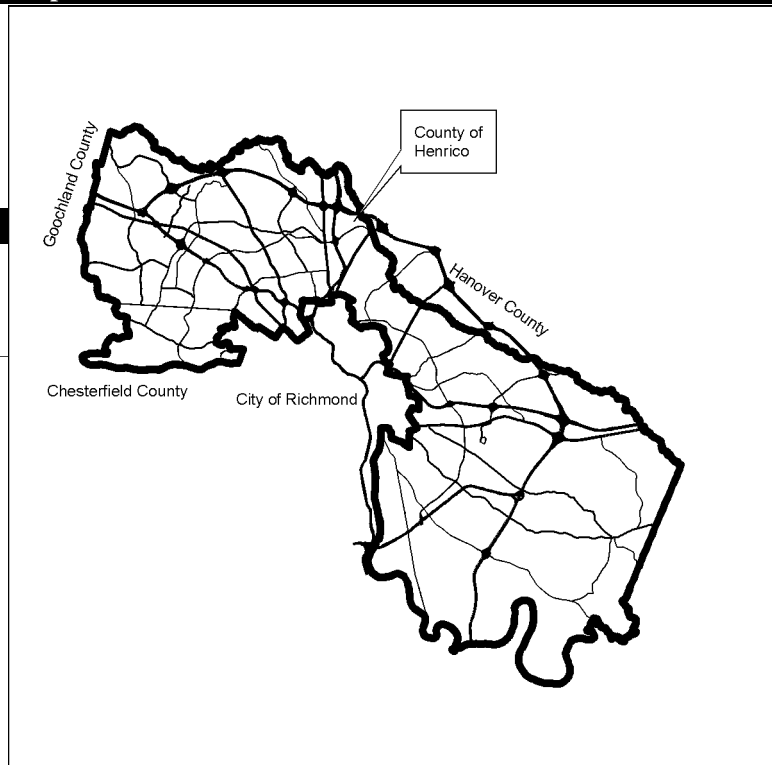 County of
Henrico
Goochland County
Hanover County
Chesterfield County
City of Richmond